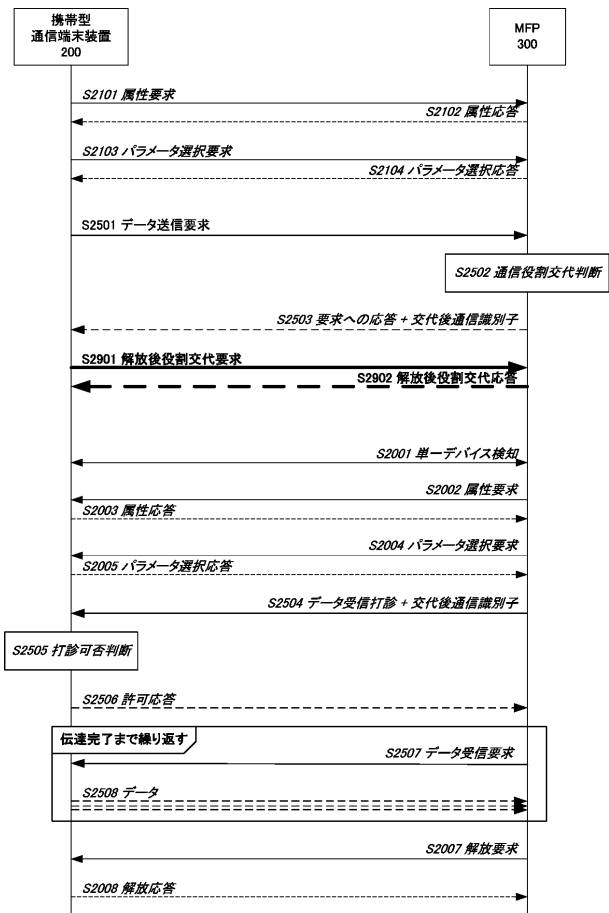 携帯型
通信端末装置
200
MFP
300
S2101 属性要求
S2102 属性応答
S2103 パラメータ選択要求
S2104 パラメータ選択応答
S2501 データ送信要求
S2502 通信役割交代判断
S2503 要求への応答 + 交代後通信識別子
S2901 解放後役割交代要求
S2902 解放後役割交代応答
S2001 単一デバイス検知
S2002 属性要求
S2003 属性応答
S2004 パラメータ選択要求
S2005 パラメータ選択応答
S2504 データ受信打診 + 交代後通信識別子
S2505 打診可否判断
S2506 許可応答
伝達完了まで繰り返す
S2507 データ受信要求
S2508 データ
S2007 解放要求
S2008 解放応答